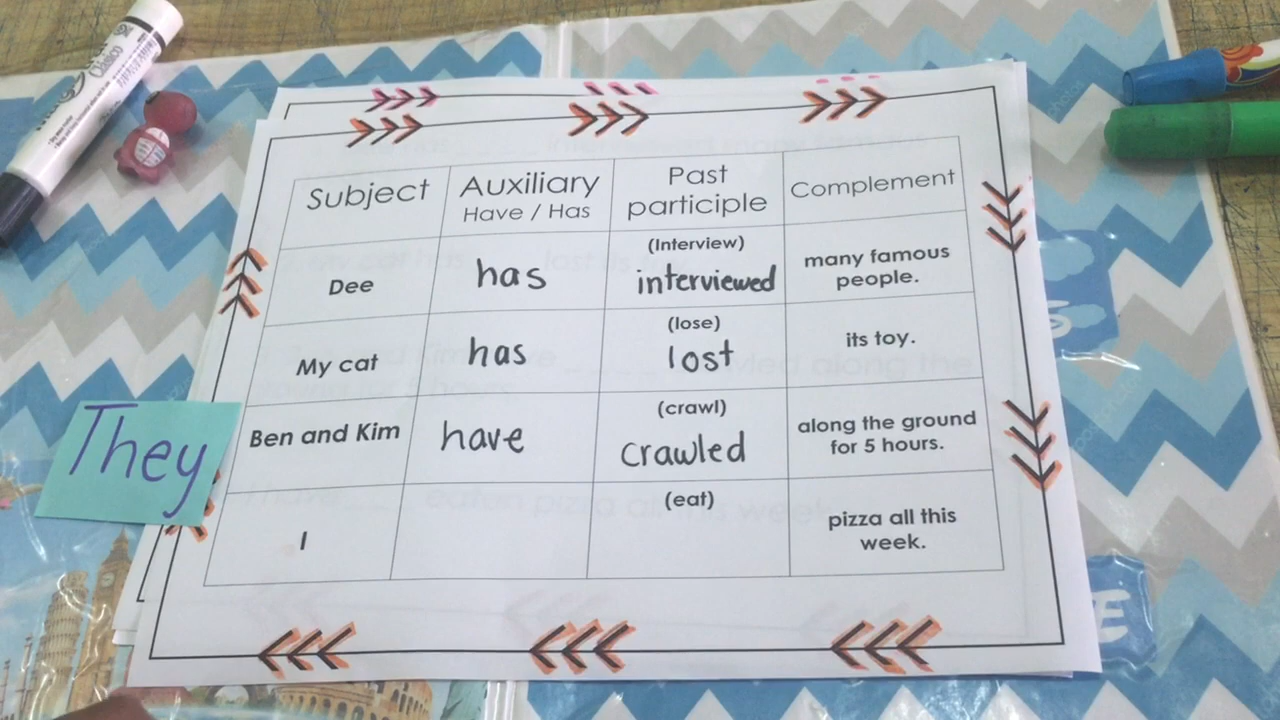 Subject
Auxiliary
Have / Has
Past
participle
Complement
Dee
has
(Interview)
interviewed
many famous
people.
My cat
has
(lose)
lost
its toy.
Ben and Kim
have
(crawl)
crawled
along the ground
for 5 hours.
They
I
(eat)
pizza all this
week.